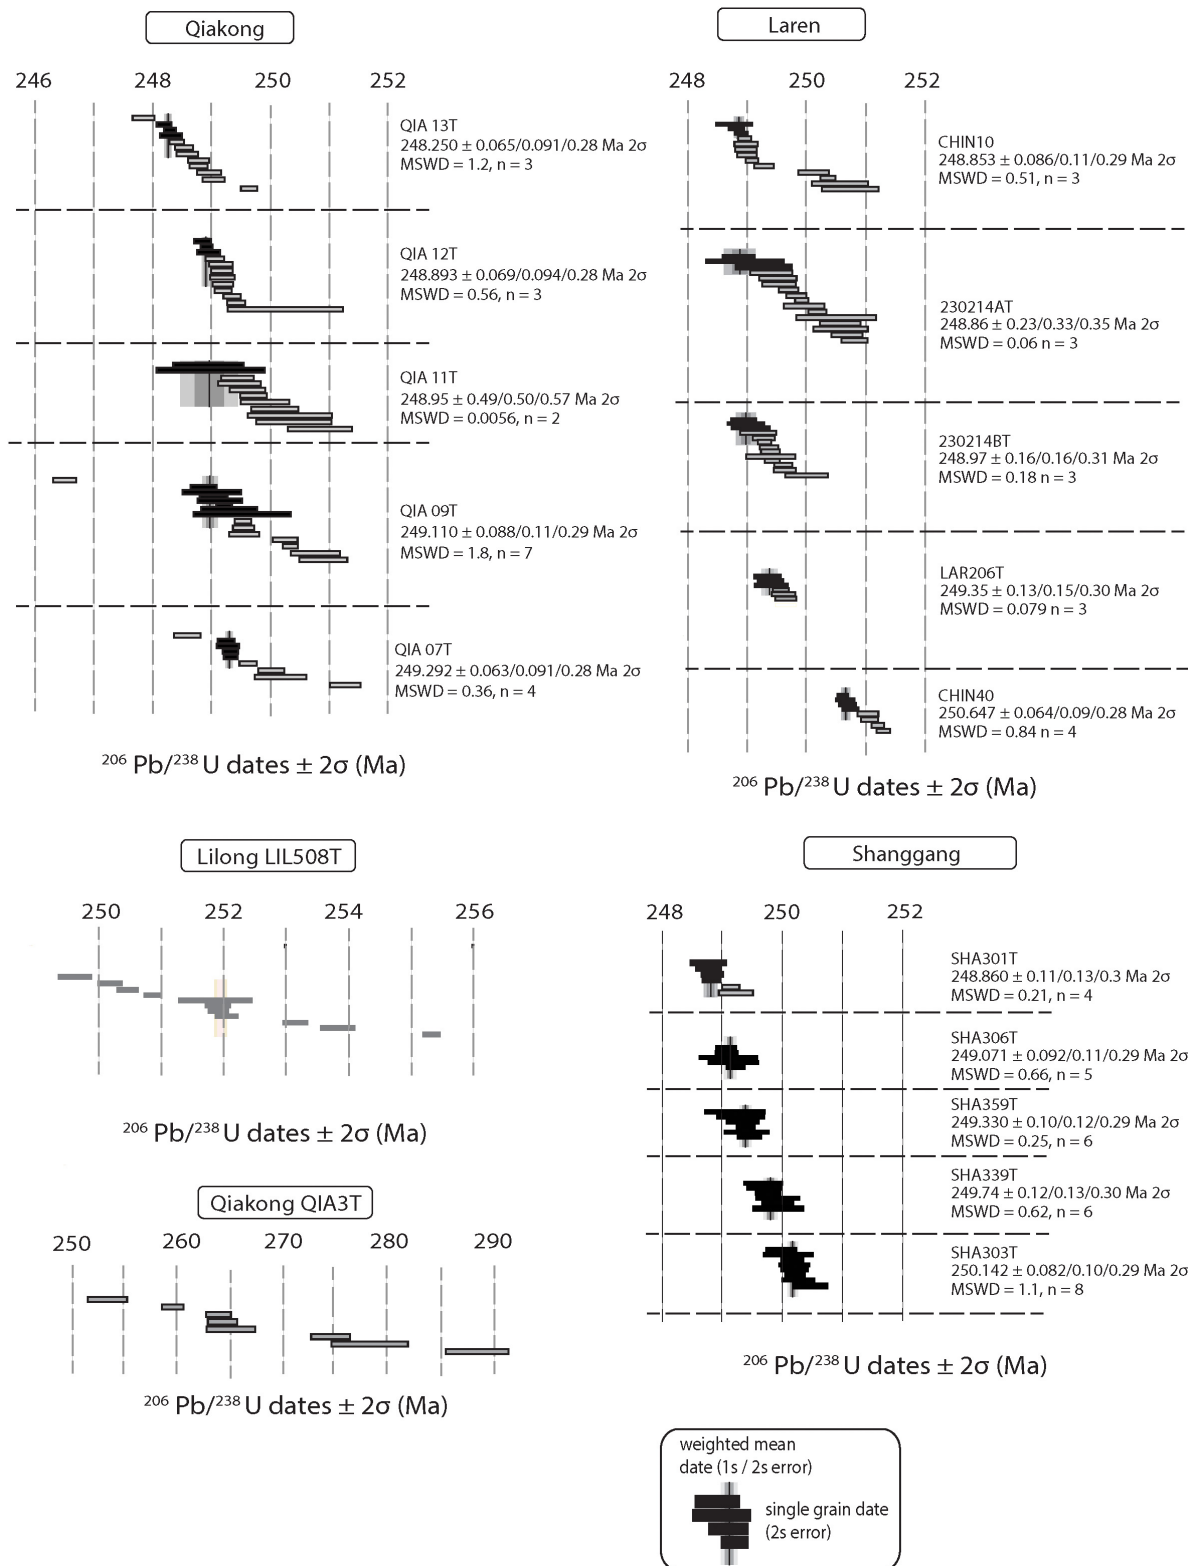 Qiakong
246 248 250 252
QIA 13T
248.250 ± 0.065/0.091/0.28 Ma 2σ
MSWD = 1.2, n = 3
QIA 12T
248.893 ± 0.069/0.094/0.28 Ma 2σ
MSWD = 0.56, n = 3
QIA 11T
248.95 ± 0.49/0.50/0.57 Ma 2σ
MSWD = 0.0056, n = 2
QIA 09T
249.110 ± 0.088/0.11/0.29 Ma 2σ
MSWD = 1.8, n = 7
QIA 07T
249.292 ± 0.063/0.091/0.28 Ma 2σ
MSWD = 0.36, n = 4
²⁰⁶ Pb/²³⁸ U dates ± 2σ (Ma)
Laren
248 250 252
CHIN10
248.853 ± 0.086/0.11/0.29 Ma 2σ
MSWD = 0.51, n = 3
230214AT
248.86 ± 0.23/0.33/0.35 Ma 2σ
MSWD = 0.06 n = 3
230214BT
248.97 ± 0.16/0.16/0.31 Ma 2σ
MSWD = 0.18 n = 3
LAR206T
249.35 ± 0.13/0.15/0.30 Ma 2σ
MSWD = 0.079 n = 3
CHIN40
250.647 ± 0.064/0.09/0.28 Ma 2σ
MSWD = 0.84 n = 4
²⁰⁶ Pb/²³⁸ U dates ± 2σ (Ma)
Lilong LIL508T
250 252 254 256
²⁰⁶ Pb/²³⁸ U dates ± 2σ (Ma)
Qiakong QIA3T
250 260 270 280 290
²⁰⁶ Pb/²³⁸ U dates ± 2σ (Ma)
Shanggang
248 250 252
SHA301T
248.860 ± 0.11/0.13/0.3 Ma 2σ
MSWD = 0.21, n = 4
SHA306T
249.071 ± 0.092/0.11/0.29 Ma 2σ
MSWD = 0.66, n = 5
SHA359T
249.330 ± 0.10/0.12/0.29 Ma 2σ
MSWD = 0.25, n = 6
SHA339T
249.74 ± 0.12/0.13/0.30 Ma 2σ
MSWD = 0.62, n = 6
SHA303T
250.142 ± 0.082/0.10/0.29 Ma 2σ
MSWD = 1.1, n = 8
²⁰⁶ Pb/²³⁸ U dates ± 2σ (Ma)
weighted mean
date (1s / 2s error)
single grain date
(2s error)